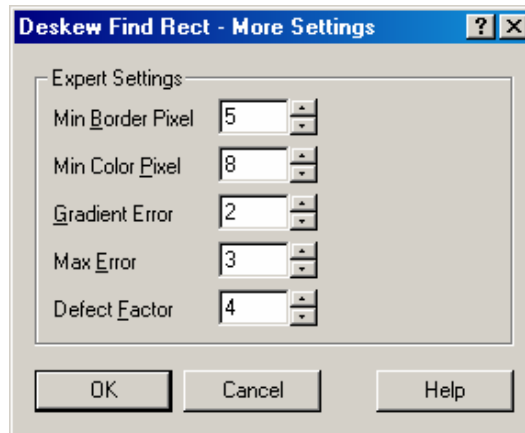 Deskew Find Rect - More Settings
Expert Settings
Min Border Pixel 5
Min Color Pixel 8
Gradient Error 2
Max Error 3
Defect Factor 4
OK Cancel Help